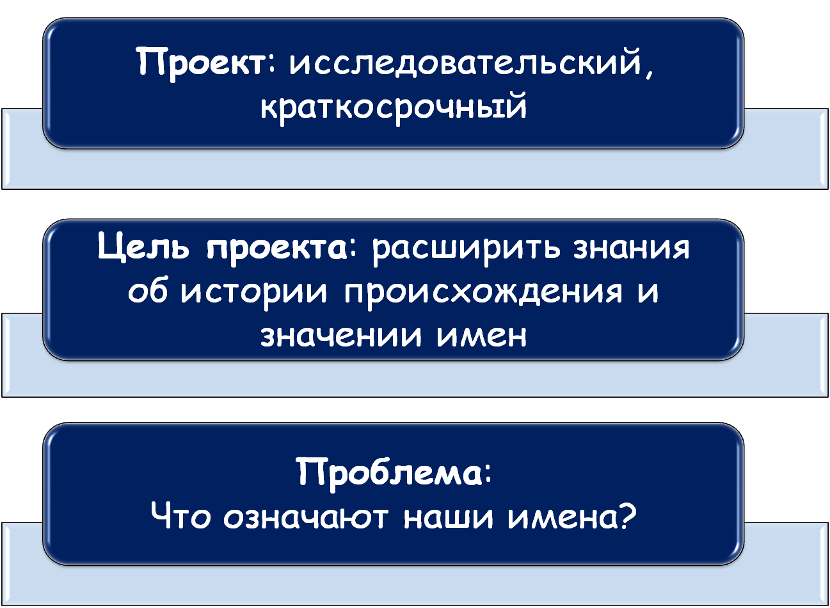 Проект: исследовательский,
краткосрочный
Цель проекта: расширить знания
об истории происхождения и
значении имен
Проблема:
Что означают наши имена?